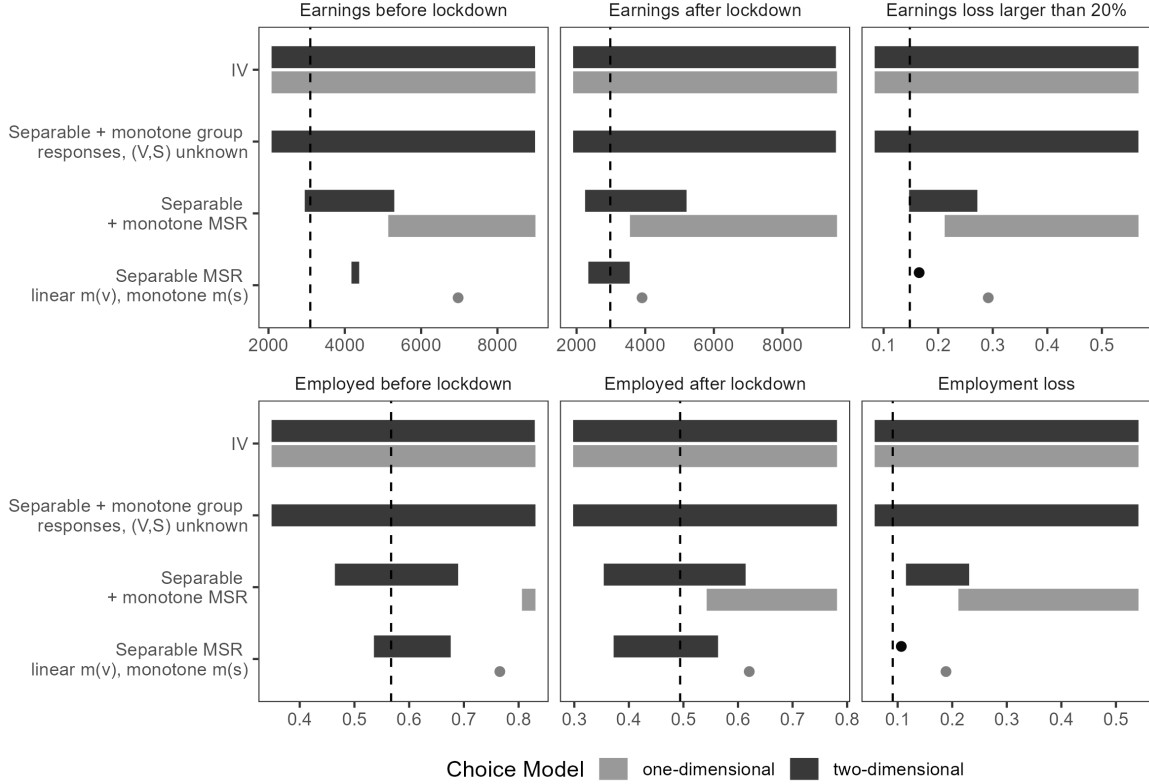 Earnings before lockdown
Earnings after lockdown
Earnings loss larger than 20%
IV
Separable + monotone group
responses, (V,S) unknown
Separable
+ monotone MSR
Separable MSR
linear m(v), monotone m(s)
2000 4000 6000 8000
2000 4000 6000 8000
0.1 0.2 0.3 0.4 0.5
Employed before lockdown
Employed after lockdown
Employment loss
IV
Separable + monotone group
responses, (V,S) unknown
Separable
+ monotone MSR
Separable MSR
linear m(v), monotone m(s)
0.4 0.5 0.6 0.7 0.8
0.3 0.4 0.5 0.6 0.7 0.8
0.1 0.2 0.3 0.4 0.5
Choice Model one-dimensional two-dimensional